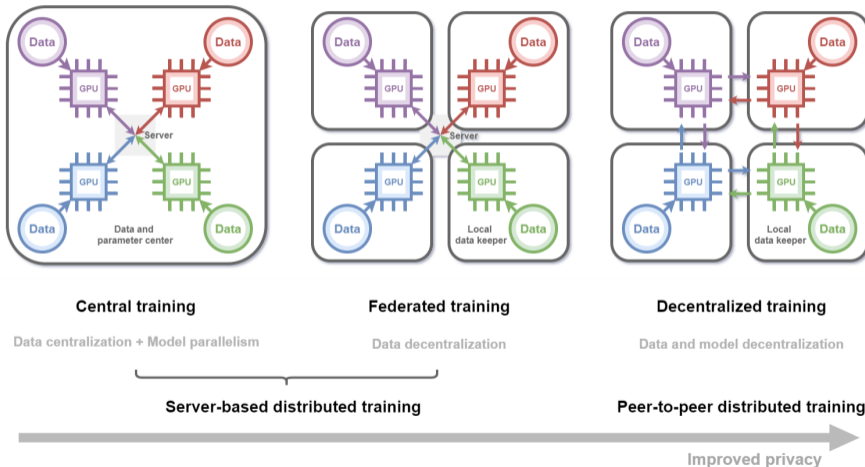 Data
Data
GPU
GPU
Server
GPU
GPU
Data
Data and
parameter center
Data
Data
Data
GPU
GPU
Server
GPU
GPU
Data
Local
data keeper
Data
Data
Data
GPU
GPU
GPU
GPU
Data
Local
data keeper
Data
Central training
Federated training
Decentralized training
Data centralization + Model parallelism
Data decentralization
Data and model decentralization
Server-based distributed training
Peer-to-peer distributed training
Improved privacy